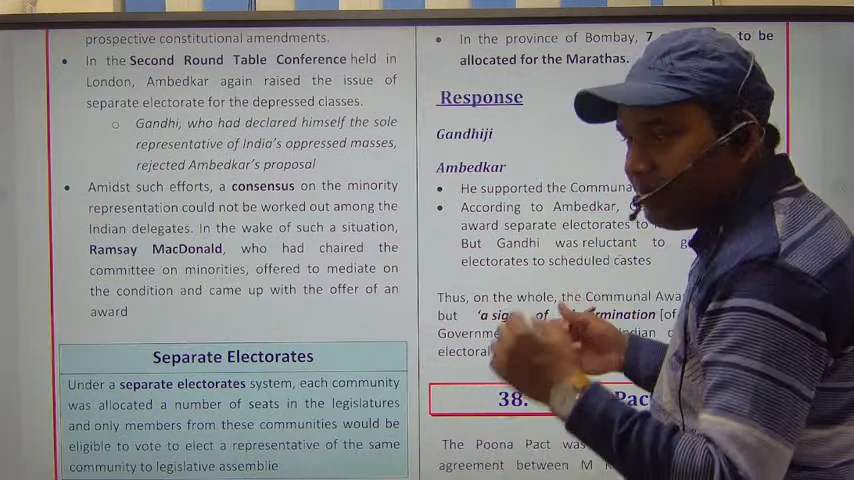 prospective constitutional amendments.
• In the Second Round Table Conference held in
London, Ambedkar again raised the issue of
separate electorate for the depressed classes.
o Gandhi, who had declared himself the sole
representative of India's oppressed masses,
rejected Ambedkar's proposal
• Amidst such efforts, a consensus on the minority
representation could not be worked out among the
Indian delegates. In the wake of such a situation,
Ramsay MacDonald, who had chaired the
committee on minorities, offered to mediate on
the condition and came up with the offer of an
award
Separate Electorates
Under a separate electorates system, each community
was allocated a number of seats in the legislatures
and only members from these communities would be
eligible to vote to elect a representative of the same
community to legislative assemblie
• In the province of Bombay, 7 to be
allocated for the Marathas.
Response
Gandhiji
Ambedkar
• He supported the Communa
• According to Ambedkar,
award separate electorates to
But Gandhi was reluctant to
electorates to scheduled castes
Thus, on the whole, the Communal Awa
but 'a sign of [of
Governme Indian
electoral
38. Pact
The Poona Pact was
agreement between M K